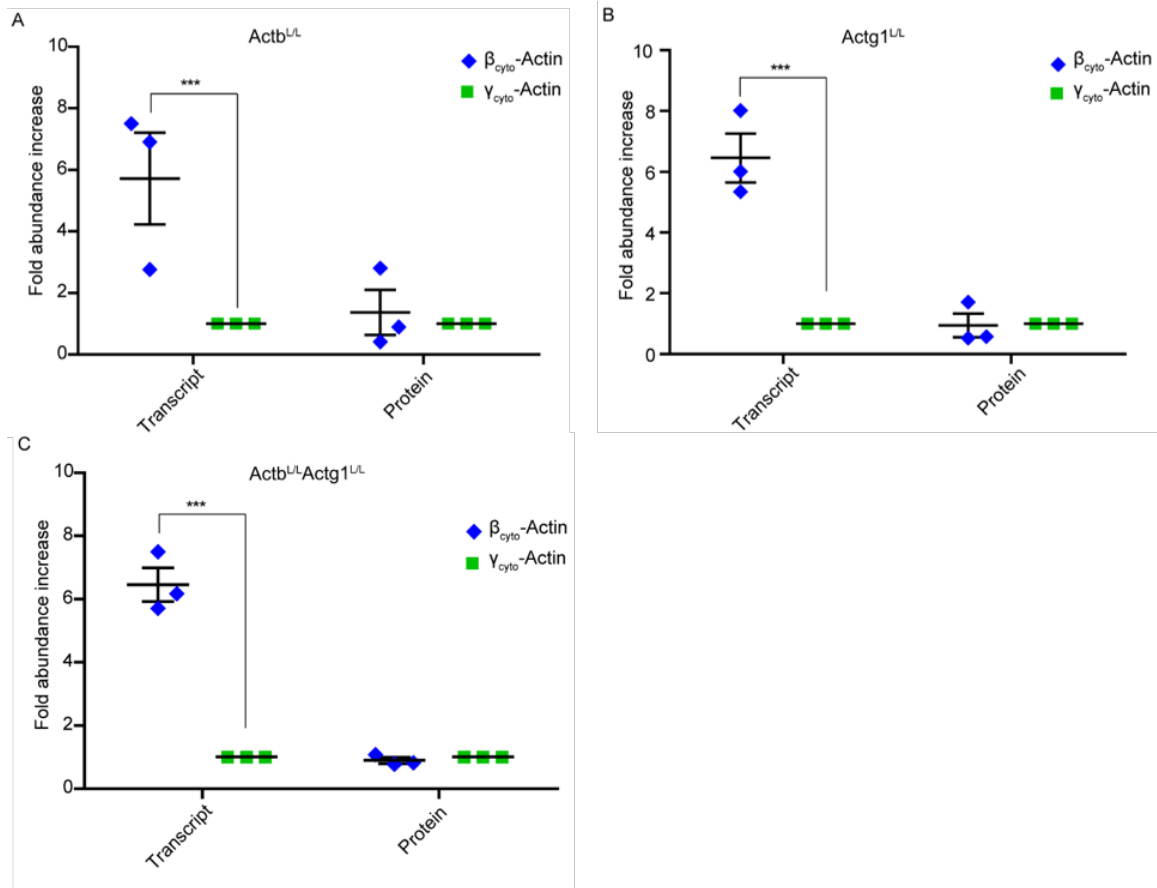 A
Actb^L/L
10
8
6
4
2
0
Fold abundance increase
***
β_cyto-Actin
γ_cyto-Actin
Transcript
Protein
B
Actg1^L/L
10
8
6
4
2
0
Fold abundance increase
***
β_cyto-Actin
γ_cyto-Actin
Transcript
Protein
C
Actb^L/LActg1^L/L
10
8
6
4
2
0
Fold abundance increase
***
β_cyto-Actin
γ_cyto-Actin
Transcript
Protein